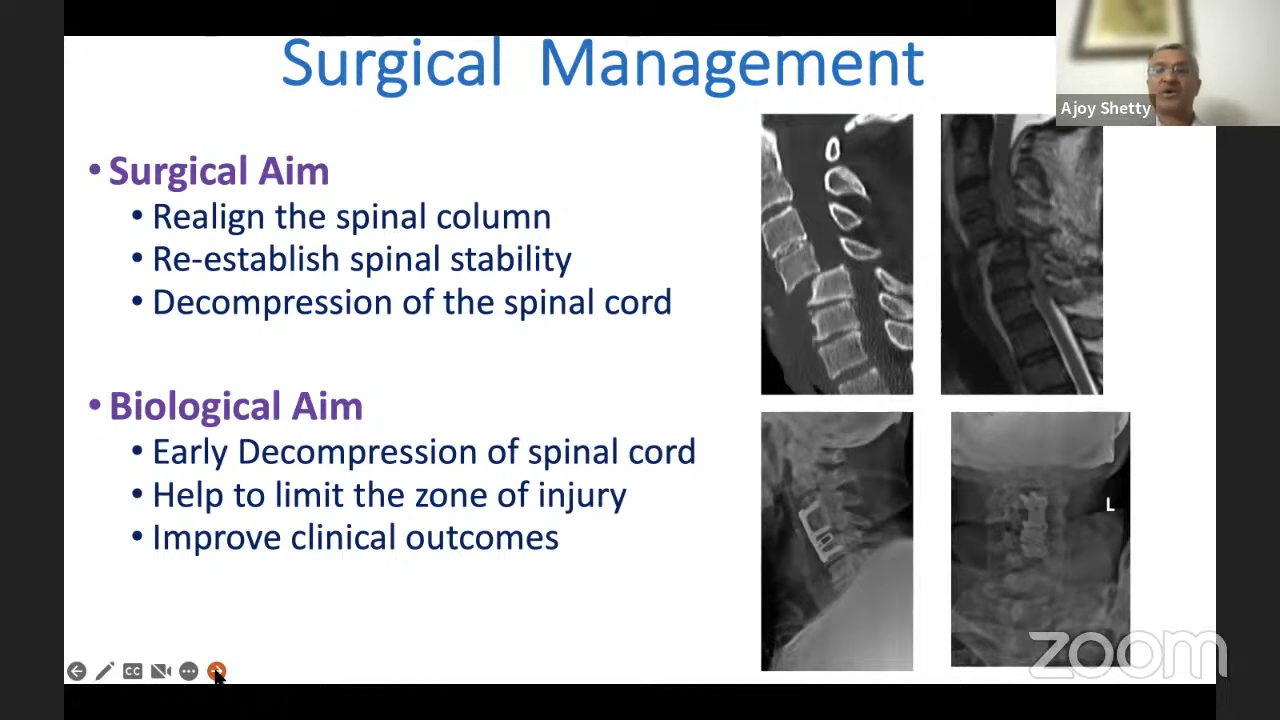 Surgical Management
Ajoy Shetty
• Surgical Aim
• Realign the spinal column
• Re-establish spinal stability
• Decompression of the spinal cord
• Biological Aim
• Early Decompression of spinal cord
• Help to limit the zone of injury
• Improve clinical outcomes
L
CC
zoom